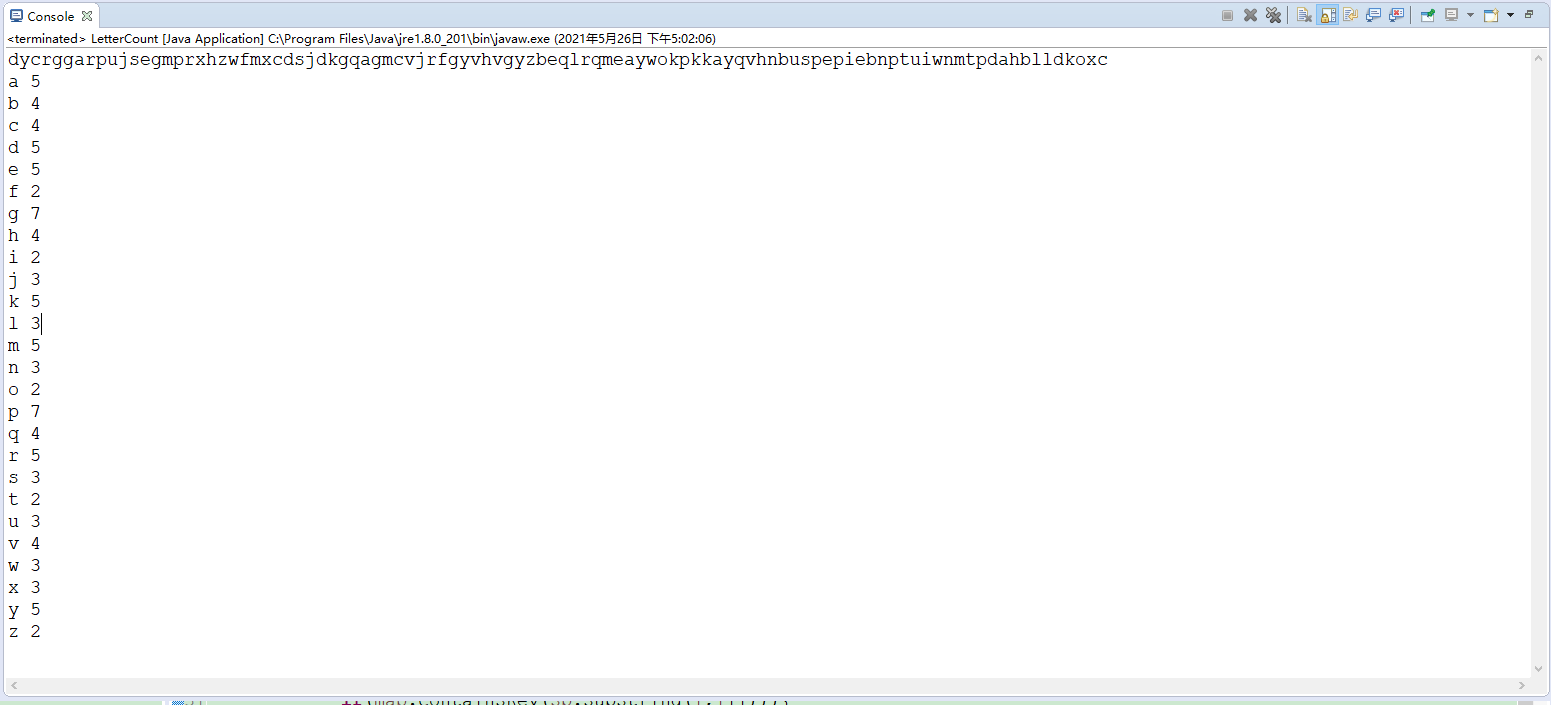 Console
<terminated> LetterCount [Java Application] C:\Program Files\Java\jre1.8.0_201\bin\javaw.exe (2021年5月26日 下午5:02:06)
dycrggarpujsegmprxhzwfmxcdsjdkgqagmcvjrfgyvhvgyzbeqlrqmeaywokpkkayqvhnbuspepiebnptuiwnmtpdahblldkoxc
a 5
b 4
c 4
d 5
e 5
f 2
g 7
h 4
i 2
j 3
k 5
l 3
m 5
n 3
o 2
p 7
q 4
r 5
s 3
t 2
u 3
v 4
w 3
x 3
y 5
z 2